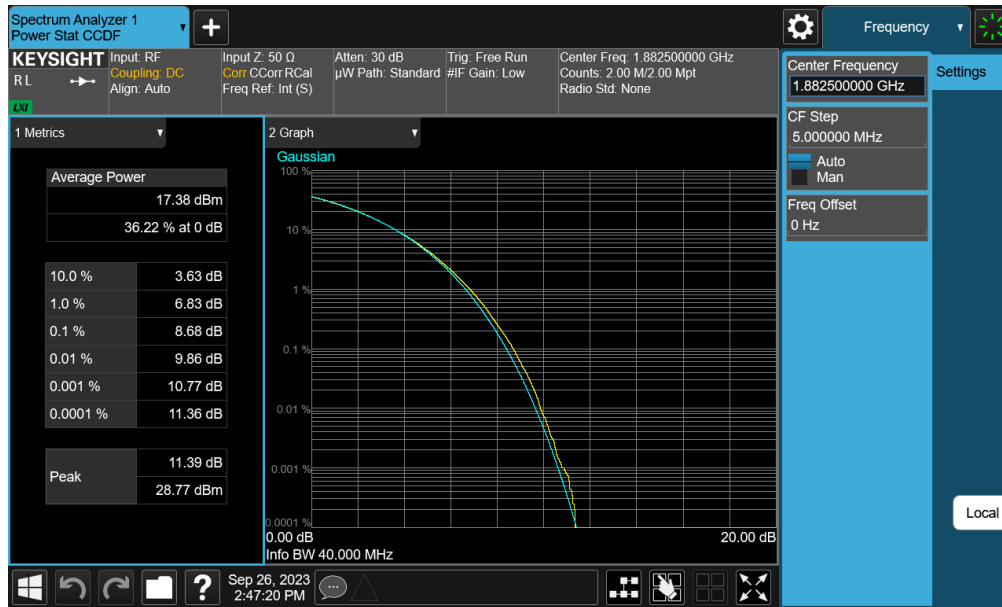 Spectrum Analyzer 1
Power Stat CCDF
+
Frequency
KEYSIGHT
RL
LXI
Input: RF
Coupling: DC
Align: Auto
Input Z: 50 Ω
Corr CCorr RCal
Freq Ref: Int (S)
Atten: 30 dB
µW Path: Standard
Trig: Free Run
#IF Gain: Low
Center Freq: 1.882500000 GHz
Counts: 2.00 M/2.00 Mpt
Radio Std: None
Center Frequency
1.882500000 GHz
Settings
CF Step
5.000000 MHz
Auto
Man
Freq Offset
0 Hz
1 Metrics
Average Power
17.38 dBm
36.22 % at 0 dB
10.0 % 3.63 dB
1.0 % 6.83 dB
0.1 % 8.68 dB
0.01 % 9.86 dB
0.001 % 10.77 dB
0.0001 % 11.36 dB
Peak
11.39 dB
28.77 dBm
2 Graph
Gaussian
100 %
10 %
1 %
0.1 %
0.01 %
0.001 %
0.0001 %
0.00 dB
20.00 dB
Info BW 40.000 MHz
Local
?
Sep 26, 2023
2:47:20 PM